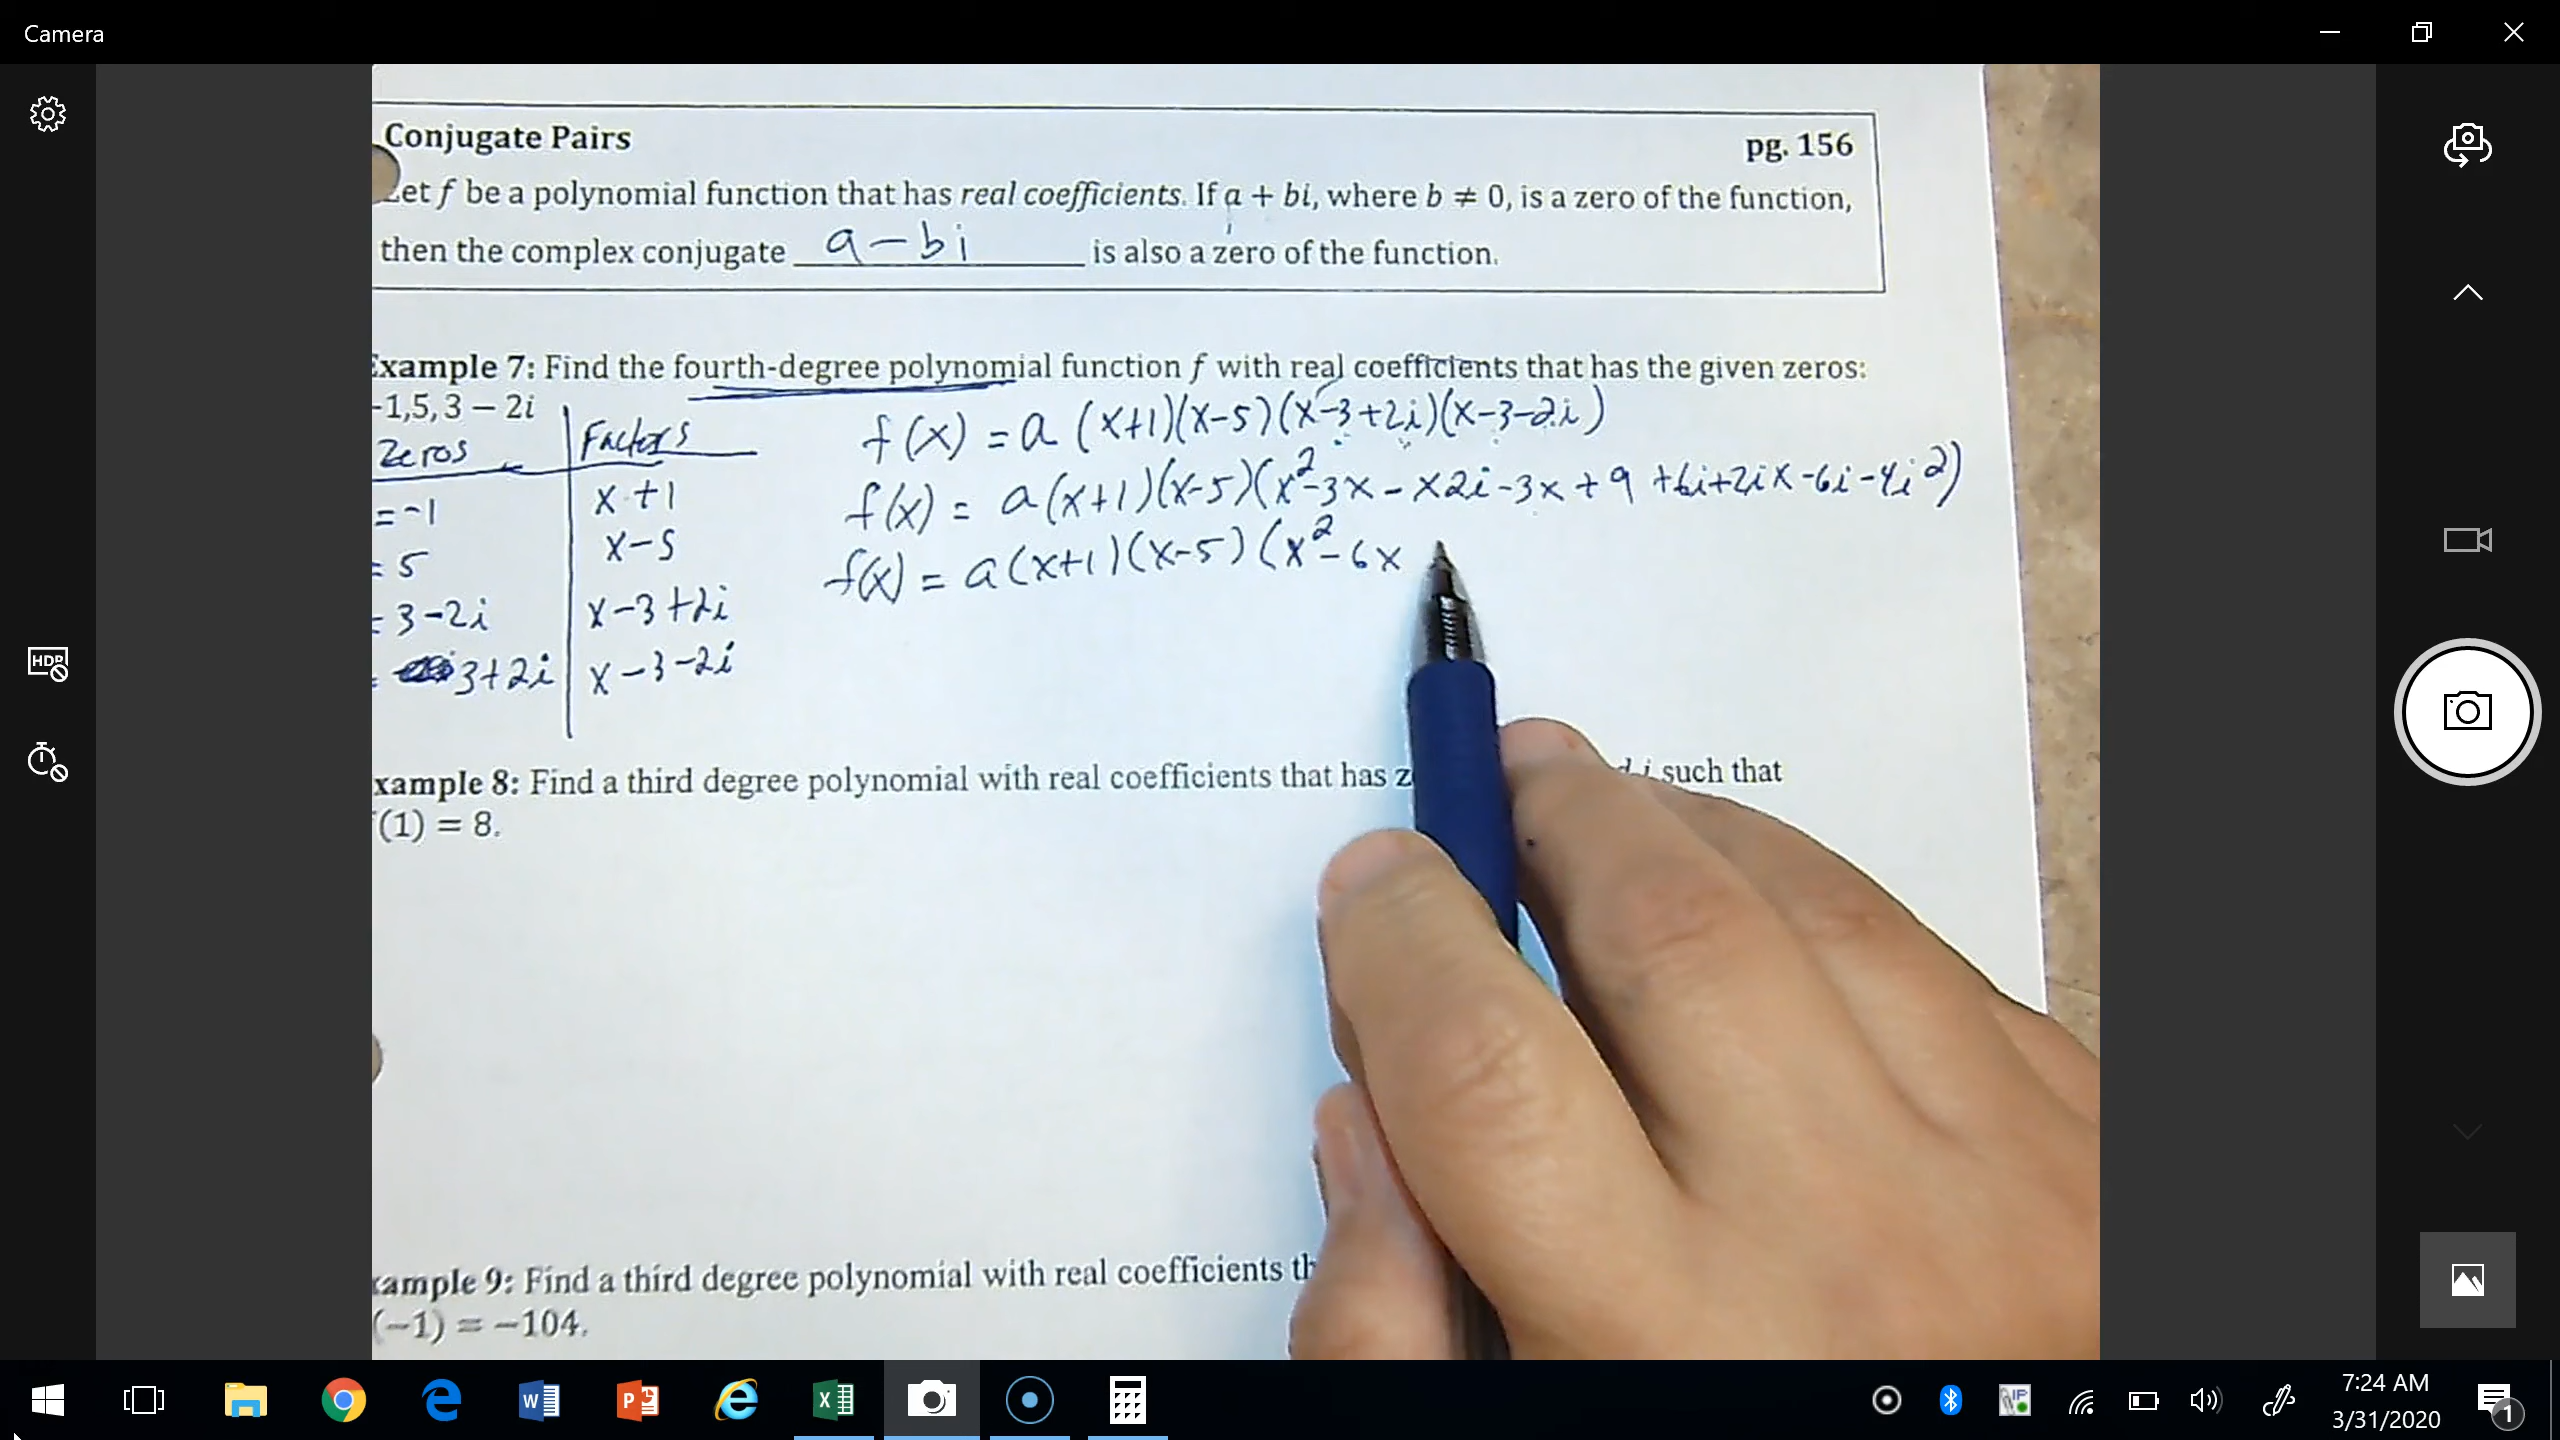 Camera
Conjugate Pairs pg. 156
Let f be a polynomial function that has real coefficients. If a + bi, where b ≠ 0, is a zero of the function,
then the complex conjugate a - bi is also a zero of the function.
Example 7: Find the fourth-degree polynomial function f with real coefficients that has the given zeros:
-1,5, 3 – 2i
Zeros | Factors
= -1 | x + 1
= 5 | x - 5
= 3 - 2i | x - 3 + 2i
= 3 + 2i | x - 3 - 2i
f(x) = a (x+1)(x-5)(x-3+2i)(x-3-2i)
f(x) = a(x+1)(x-5)(x²-3x - x2i - 3x + 9 + 6i + 2ix - 6i - 4i²)
f(x) = a(x+1)(x-5)(x²-6x
xample 8: Find a third degree polynomial with real coefficients that has i such that
(1) = 8.
ample 9: Find a third degree polynomial with real coefficients
(−1) = −104.
HDR
7:24 AM
3/31/2020
1